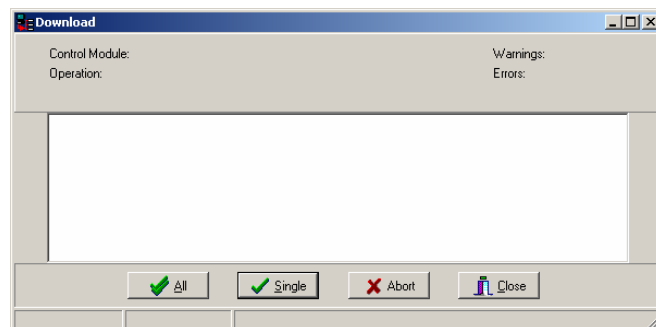 Download
Control Module: Warnings:
Operation: Errors:
All Single Abort Close